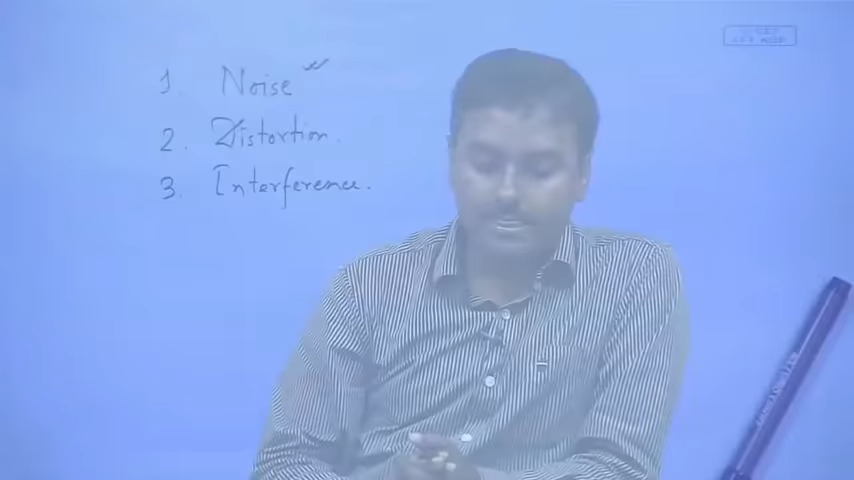 1. Noise
2. Distortion.
3. Interference.